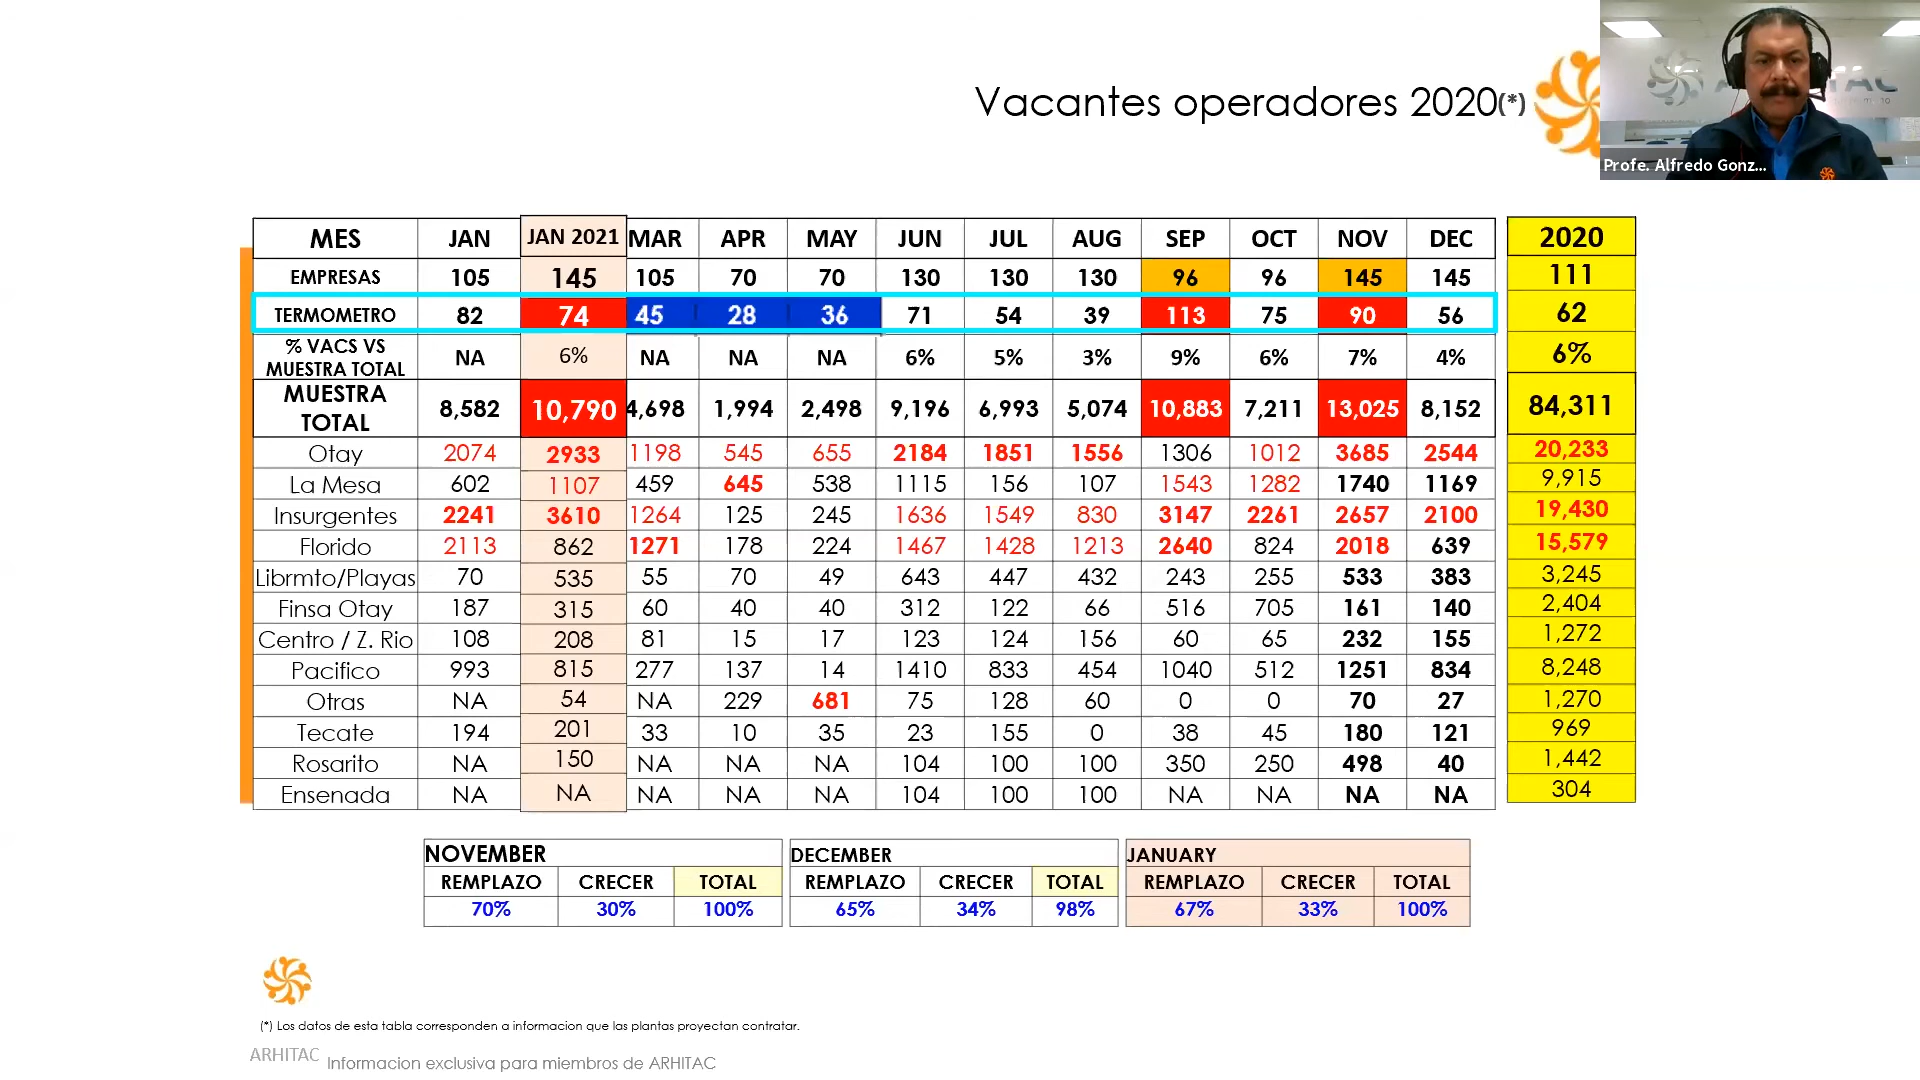 Vacantes operadores 2020(*)
Profe. Alfredo Gonz...
MES JAN JAN 2021 MAR APR MAY JUN JUL AUG SEP OCT NOV DEC 2020
EMPRESAS 105 145 105 70 70 130 130 130 96 96 145 145 111
TERMOMETRO 82 74 45 28 36 71 54 39 113 75 90 56 62
% VACS VS
MUESTRA TOTAL NA 6% NA NA NA 6% 5% 3% 9% 6% 7% 4% 6%
MUESTRA
TOTAL 8,582 10,790 4,698 1,994 2,498 9,196 6,993 5,074 10,883 7,211 13,025 8,152 84,311
Otay 2074 2933 1198 545 655 2184 1851 1556 1306 1012 3685 2544 20,233
La Mesa 602 1107 459 645 538 1115 156 107 1543 1282 1740 1169 9,915
Insurgentes 2241 3610 1264 125 245 1636 1549 830 3147 2261 2657 2100 19,430
Florido 2113 862 1271 178 224 1467 1428 1213 2640 824 2018 639 15,579
Librmto/Playas 70 535 55 70 49 643 447 432 243 255 533 383 3,245
Finsa Otay 187 315 60 40 40 312 122 66 516 705 161 140 2,404
Centro / Z. Rio 108 208 81 15 17 123 124 156 60 65 232 155 1,272
Pacifico 993 815 277 137 14 1410 833 454 1040 512 1251 834 8,248
Otras NA 54 NA 229 681 75 128 60 0 0 70 27 1,270
Tecate 194 201 33 10 35 23 155 0 38 45 180 121 969
Rosarito NA 150 NA NA NA 104 100 100 350 250 498 40 1,442
Ensenada NA NA NA NA NA 104 100 100 NA NA NA NA 304
NOVEMBER DECEMBER JANUARY
REMPLAZO CRECER TOTAL REMPLAZO CRECER TOTAL REMPLAZO CRECER TOTAL
70% 30% 100% 65% 34% 98% 67% 33% 100%
(*) Los datos de esta tabla corresponden a informacion que las plantas proyectan contratar.
ARHITAC Informacion exclusiva para miembros de ARHITAC